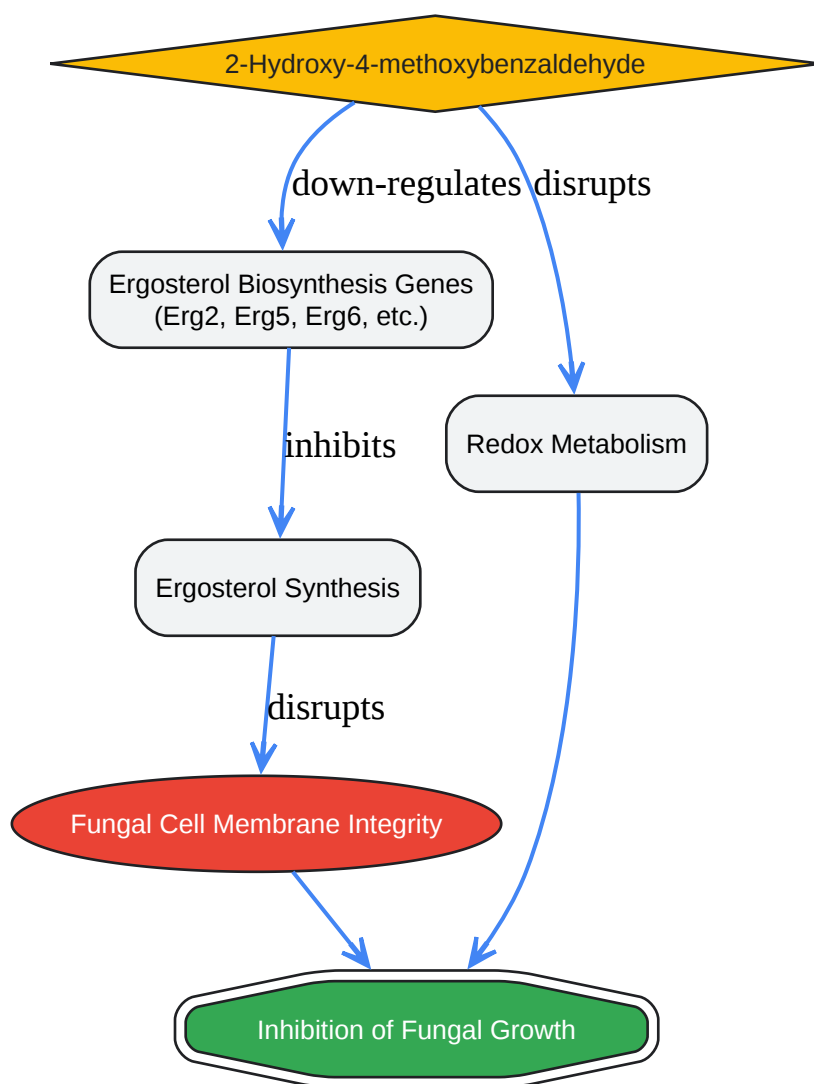 2-Hydroxy-4-methoxybenzaldehyde
down-regulates
disrupts
Ergosterol Biosynthesis Genes
(Erg2, Erg5, Erg6, etc.)
inhibits
Redox Metabolism
Ergosterol Synthesis
disrupts
Fungal Cell Membrane Integrity
Inhibition of Fungal Growth